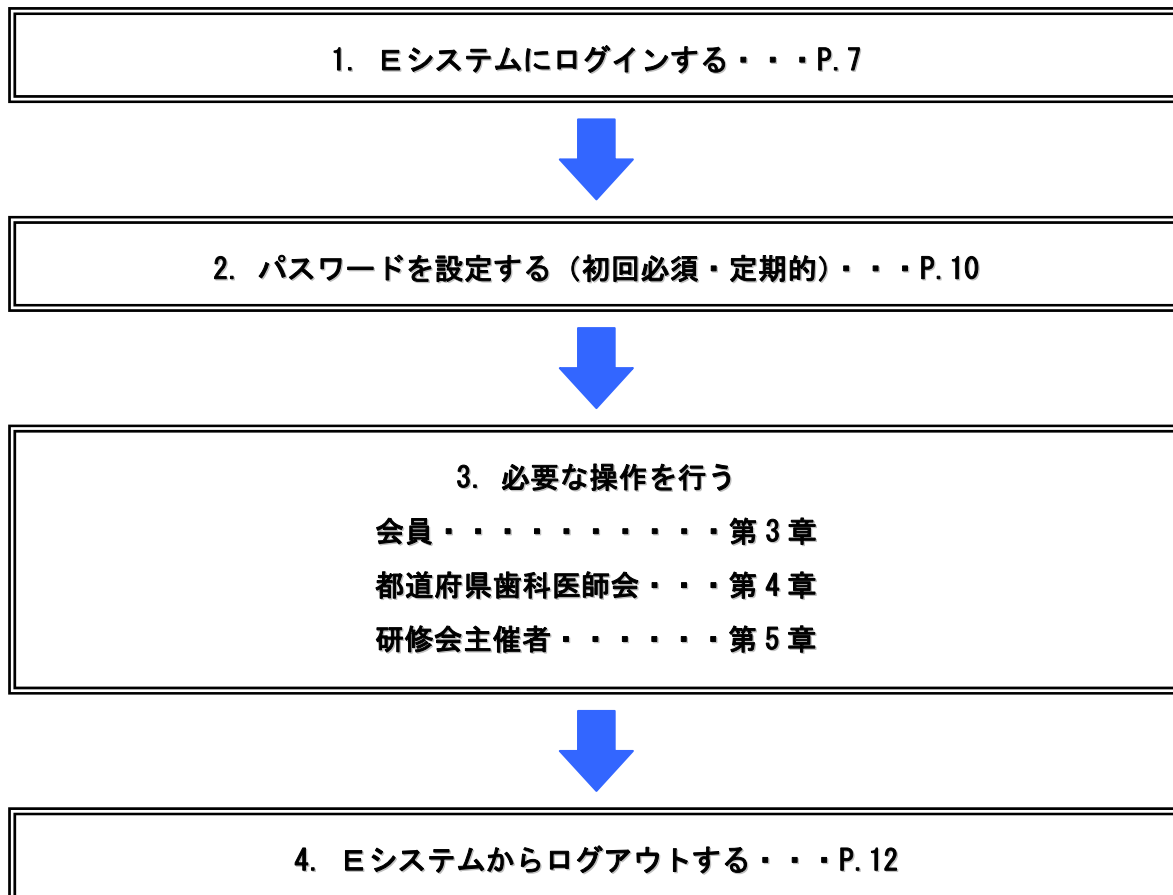 1. Eシステムにログインする・・・P.7
2. パスワードを設定する（初回必須・定期的）・・・P.10
3. 必要な操作を行う
会員・・・・・・・・・・第3章
都道府県歯科医師会・・・第4章
研修会主催者・・・・・・第5章
4. Eシステムからログアウトする・・・P.12